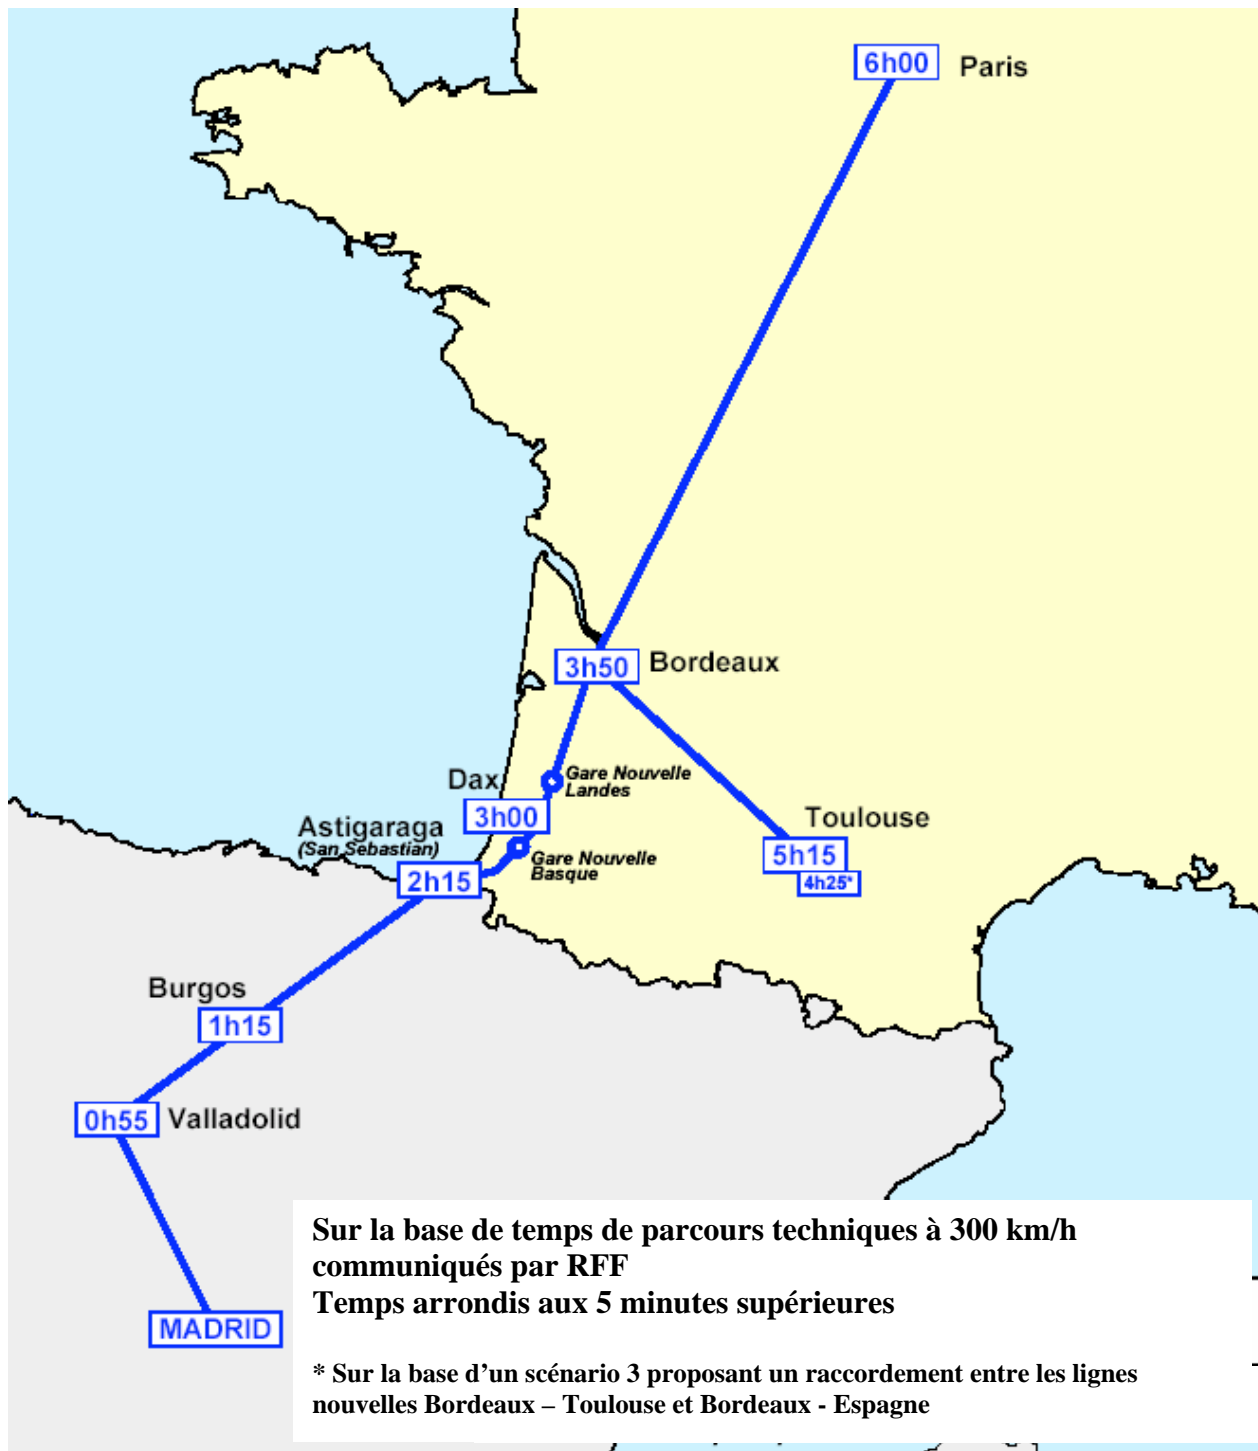 6h00 Paris
3h50 Bordeaux
Gare Nouvelle
Landes
Dax
3h00
Toulouse
5h15
4h25*
Astigaraga
(San Sebastian)
Gare Nouvelle
Basque
2h15
Burgos
1h15
0h55 Valladolid
MADRID
Sur la base de temps de parcours techniques à 300 km/h
communiqués par RFF
Temps arrondis aux 5 minutes supérieures
* Sur la base d'un scénario 3 proposant un raccordement entre les lignes
nouvelles Bordeaux – Toulouse et Bordeaux - Espagne